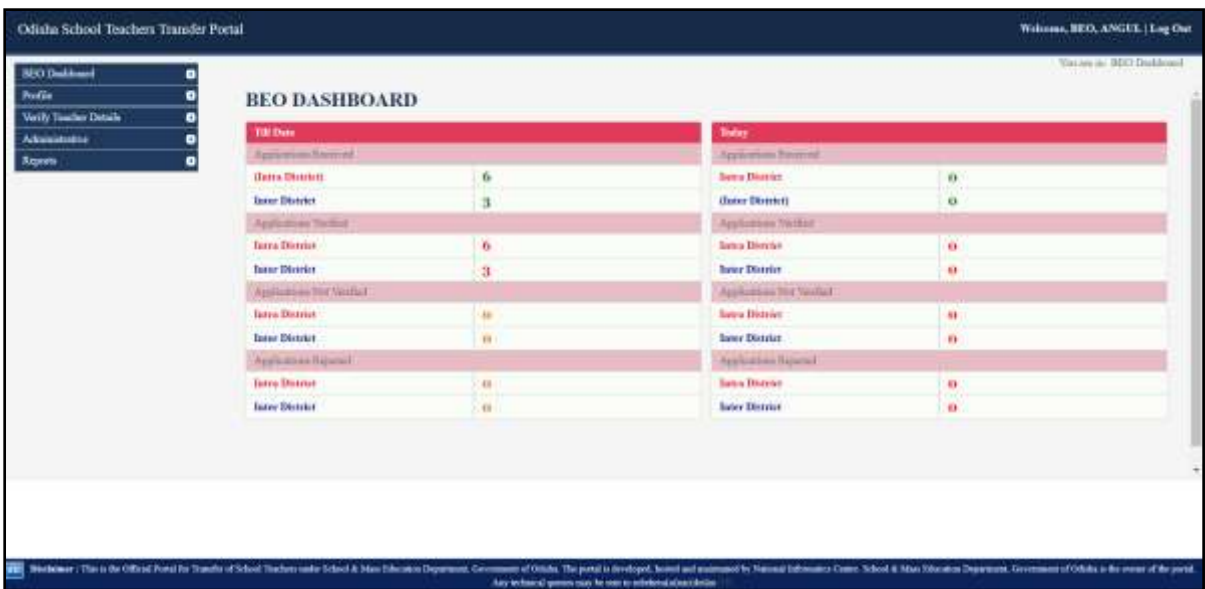 Odisha School Teachers Transfer Portal
Welcome, BEO, ANGUL | Log Out
You are in: BEO Dashboard
BEO Dashboard
Profile
Verify Teacher Details
Administrative
Reports
BEO DASHBOARD
Till Date
Applications Received
(Intra District) 6
Inter District 3
Applications Verified
Intra District 6
Inter District 3
Applications Not Verified
Intra District 0
Inter District 0
Applications Rejected
Intra District 0
Inter District 0
Today
Applications Received
Intra District 0
(Inter District) 0
Applications Verified
Intra District 0
Inter District 0
Applications Not Verified
Intra District 0
Inter District 0
Applications Rejected
Intra District 0
Inter District 0
Disclaimer : This is the Official Portal for Transfer of School Teachers under School & Mass Education Department, Government of Odisha. The portal is developed, hosted and maintained by National Informatics Centre. School & Mass Education Department, Government of Odisha is the owner of the portal.
Any technical queries may be sent to